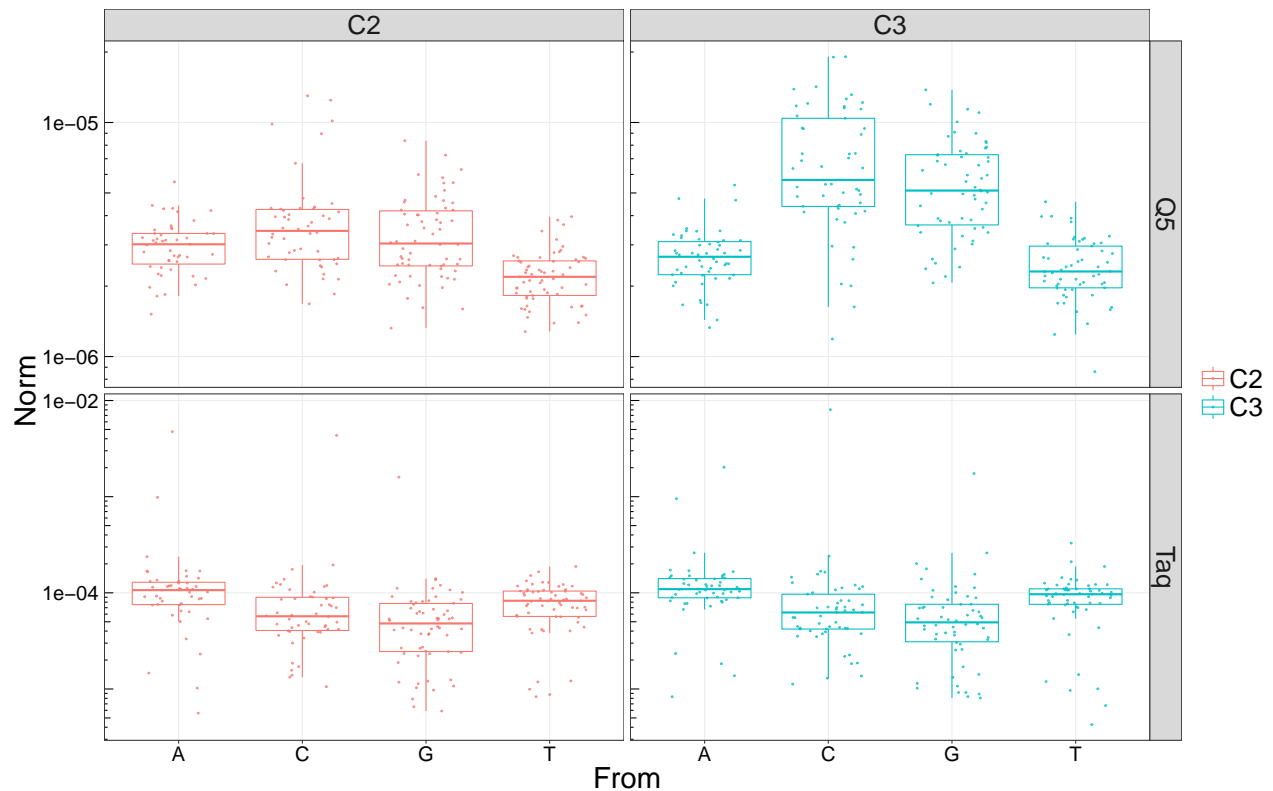 C2 C3
1e−05
1e−06
Q5
Norm
1e−02
1e−04
Taq
A C G T A C G T
From
C2
C3